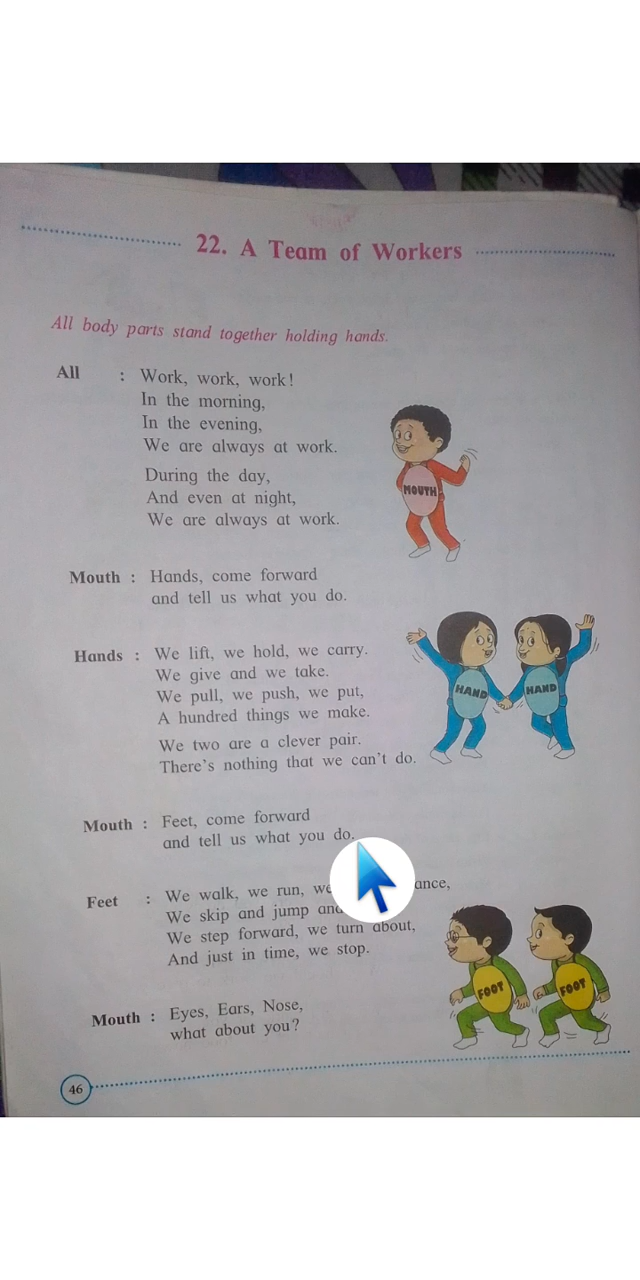 22. A Team of Workers
All body parts stand together holding hands.
All : Work, work, work!
In the morning,
In the evening,
We are always at work.
During the day,
And even at night,
We are always at work.
MOUTH
Mouth : Hands, come forward
and tell us what you do.
Hands : We lift, we hold, we carry.
We give and we take.
We pull, we push, we put,
A hundred things we make.
We two are a clever pair.
There's nothing that we can't do.
HAND HAND
Mouth : Feet, come forward
and tell us what you do.
Feet : We walk, we run,
We skip and jump
We step forward, we turn about,
And just in time, we stop.
FOOT FOOT
Mouth : Eyes, Ears, Nose,
what about you?
46